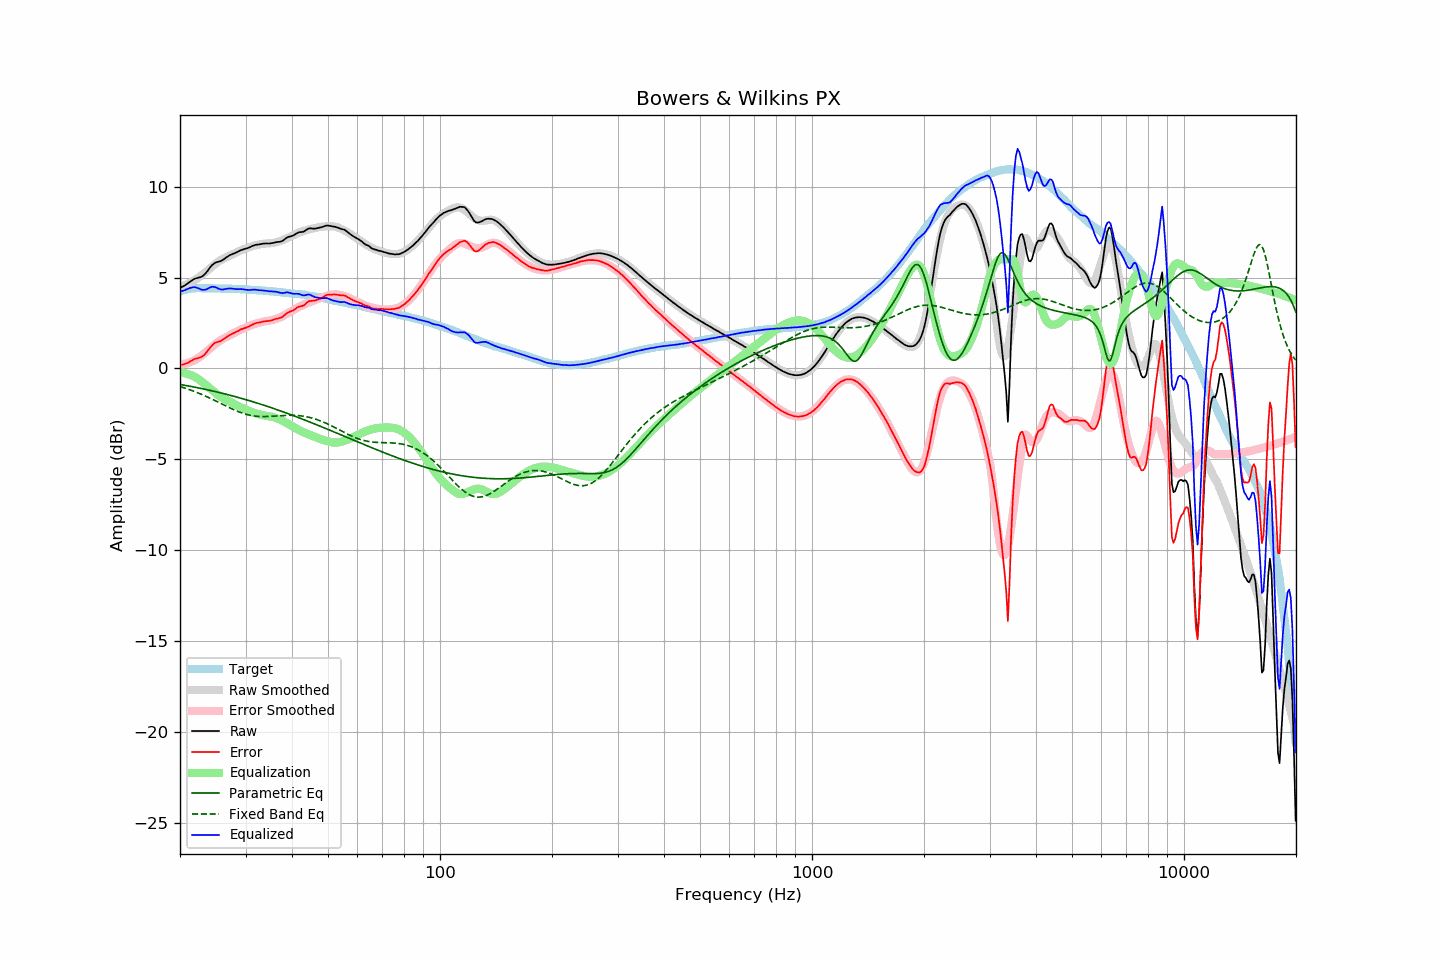 Bowers & Wilkins PX
Amplitude (dBr)
10
5
0
−5
−10
−15
−20
−25
Target
Raw Smoothed
Error Smoothed
Raw
Error
Equalization
Parametric Eq
Fixed Band Eq
Equalized
100
1000
10000
Frequency (Hz)